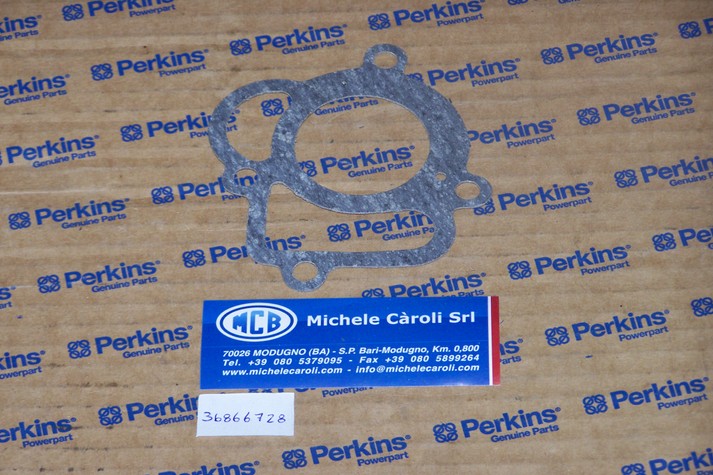 Perkins
Genuine Parts
Perkins
Powerpart
MCB
Michele Càroli Srl
70026 MODUGNO (BA) - S.P. Bari-Modugno, Km. 0,800
Tel. +39 080 5379095 - Fax +39 080 5899264
www.michelecaroli.com - info@michelecaroli.com
36866728